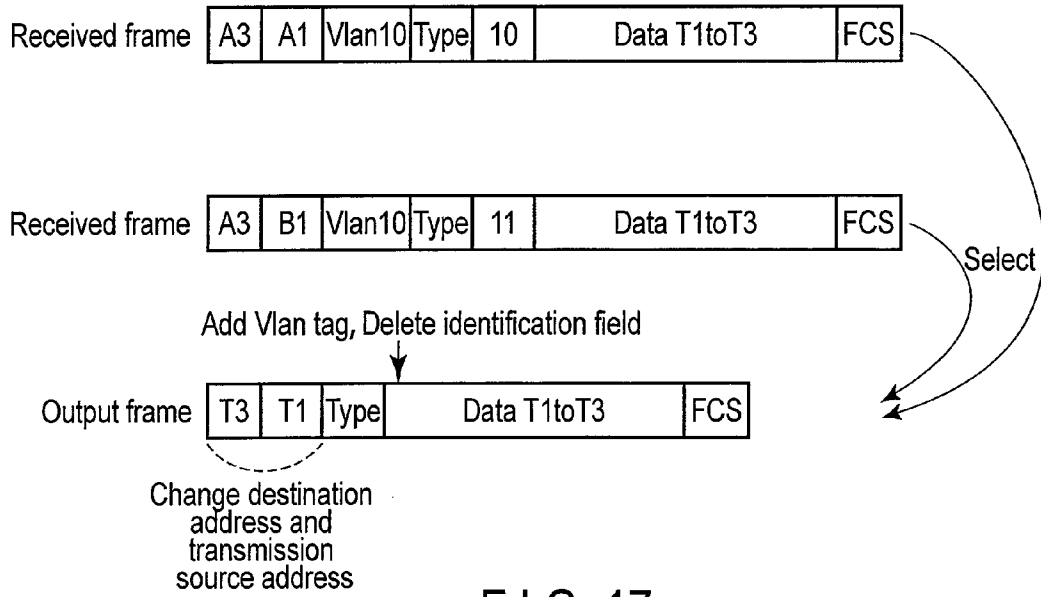 Received frame A3 A1 Vlan10 Type 10 Data T1toT3 FCS
Received frame A3 B1 Vlan10 Type 11 Data T1toT3 FCS
Select
Add Vlan tag, Delete identification field
Output frame T3 T1 Type Data T1toT3 FCS
Change destination
address and
transmission
source address